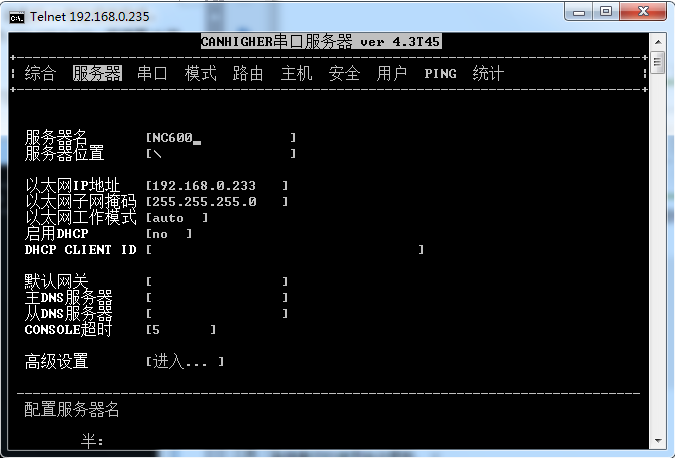 Telnet 192.168.0.235
CANHIGHER串口服务器 ver 4.3T45
综合 服务器 串口 模式 路由 主机 安全 用户 PING 统计
服务器名 [NC600_ ]
服务器位置 [\ ]
以太网IP地址 [192.168.0.233 ]
以太网子网掩码 [255.255.255.0 ]
以太网工作模式 [auto ]
启用DHCP [no ]
DHCP CLIENT ID [ ]
默认网关 [ ]
主DNS服务器 [ ]
从DNS服务器 [ ]
CONSOLE超时 [5 ]
高级设置 [进入... ]
配置服务器名
半: